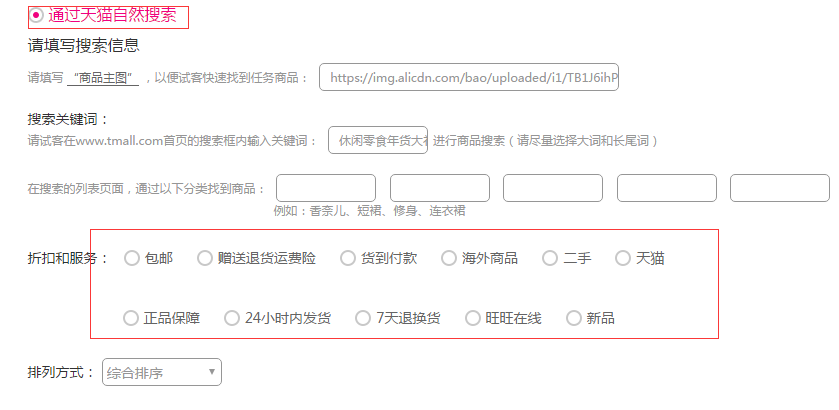 通过天猫自然搜索
请填写搜索信息
请填写“商品主图”，以便试客快速找到任务商品： https://img.alicdn.com/bao/uploaded/i1/TB1J6ihP
搜索关键词：
请试客在www.tmall.com首页的搜索框内输入关键词： 休闲零食年货大 进行商品搜索（请尽量选择大词和长尾词）
在搜索的列表页面，通过以下分类找到商品：
例如：香奈儿、短裙、修身、连衣裙
折扣和服务： 包邮 赠送退货运费险 货到付款 海外商品 二手 天猫
正品保障 24小时内发货 7天退换货 旺旺在线 新品
排列方式： 综合排序